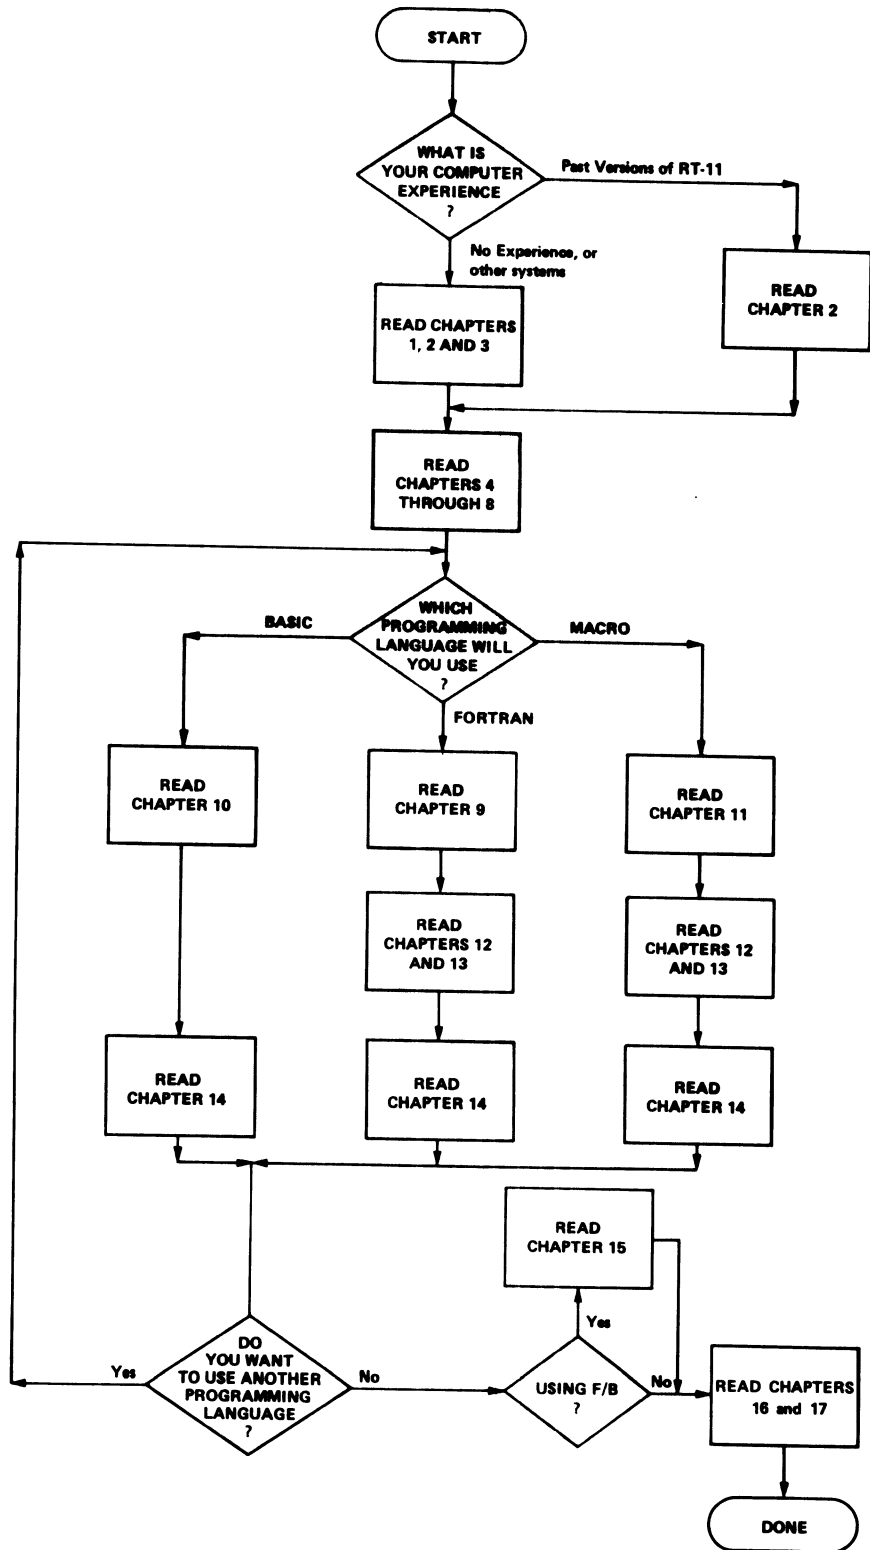 START
WHAT IS
YOUR COMPUTER
EXPERIENCE
?
Past Versions of RT-11
No Experience, or
other systems
READ
CHAPTER 2
READ CHAPTERS
1, 2 AND 3
READ
CHAPTERS 4
THROUGH 8
WHICH
PROGRAMMING
LANGUAGE WILL
YOU USE
?
BASIC
MACRO
FORTRAN
READ
CHAPTER 10
READ
CHAPTER 9
READ
CHAPTER 11
READ
CHAPTERS 12
AND 13
READ
CHAPTERS 12
AND 13
READ
CHAPTER 14
READ
CHAPTER 14
READ
CHAPTER 14
READ
CHAPTER 15
Yes
DO
YOU WANT
TO USE ANOTHER
PROGRAMMING
LANGUAGE
?
Yes
No
USING F/B
?
No
READ CHAPTERS
16 and 17
DONE